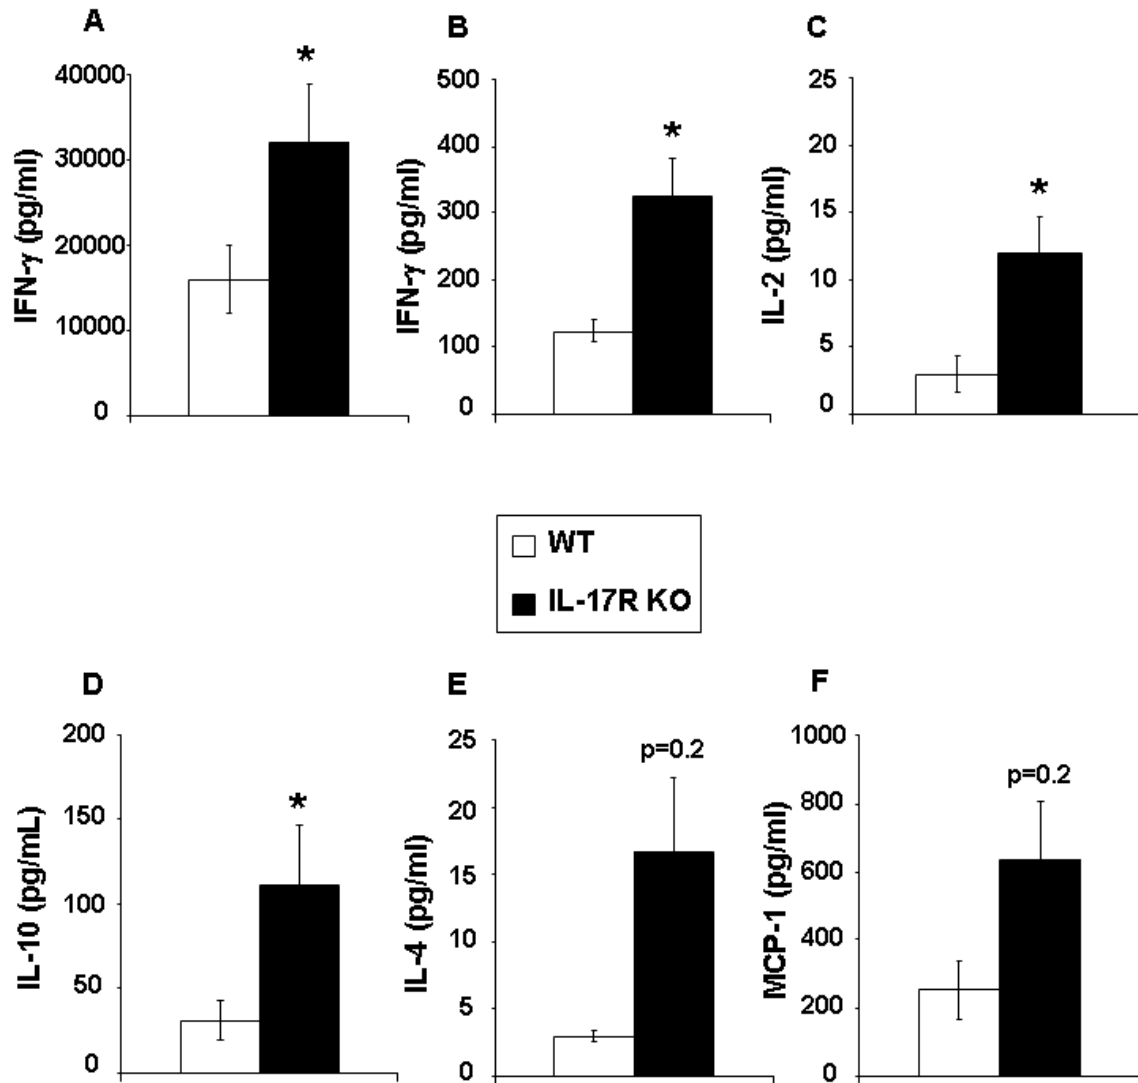 A
*
40000
30000
20000
10000
0
IFN-γ (pg/ml)
B
*
500
400
300
200
100
0
IFN-γ (pg/ml)
C
*
25
20
15
10
5
0
IL-2 (pg/ml)
WT
IL-17R KO
D
*
200
150
100
50
0
IL-10 (pg/mL)
E
p=0.2
25
20
15
10
5
0
IL-4 (pg/ml)
F
p=0.2
1000
800
600
400
200
0
MCP-1 (pg/ml)